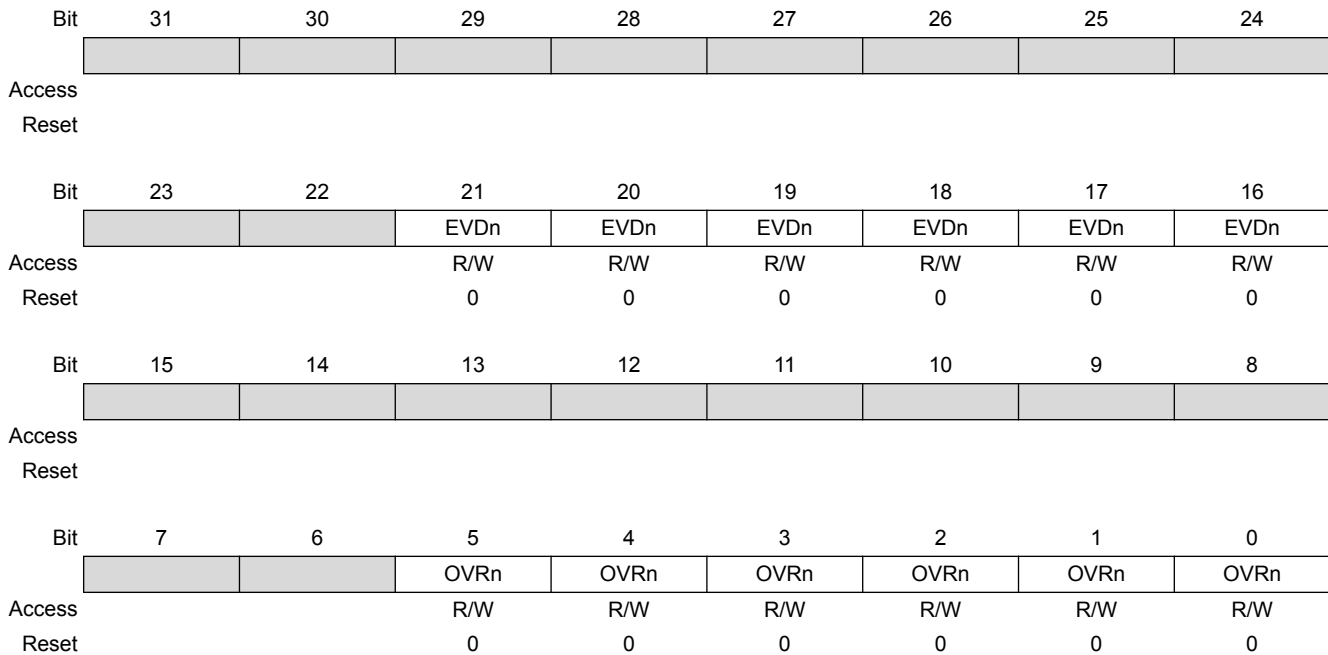 Bit 31 30 29 28 27 26 25 24
Access
Reset
Bit 23 22 21 20 19 18 17 16
EVDn EVDn EVDn EVDn EVDn EVDn
Access R/W R/W R/W R/W R/W R/W
Reset 0 0 0 0 0 0
Bit 15 14 13 12 11 10 9 8
Access
Reset
Bit 7 6 5 4 3 2 1 0
OVRn OVRn OVRn OVRn OVRn OVRn
Access R/W R/W R/W R/W R/W R/W
Reset 0 0 0 0 0 0